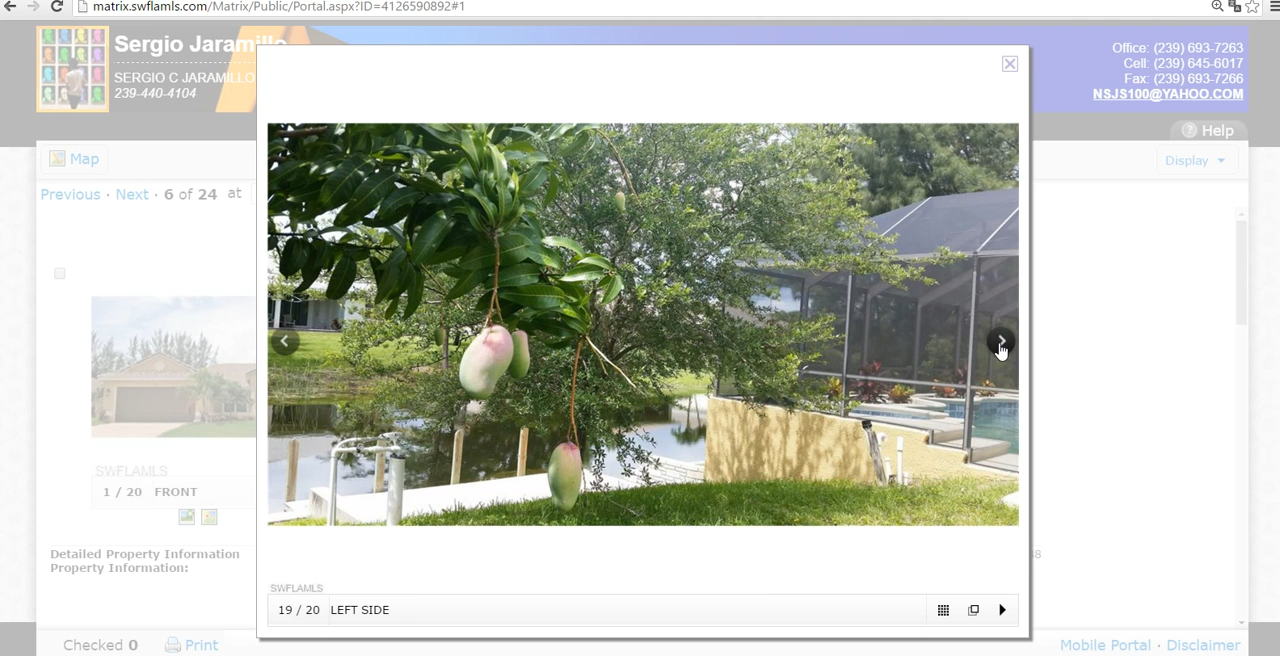 matrix.swflamls.com/Matrix/Public/Portal.aspx?ID=4126590892#1
Sergio Jaramillo
SERGIO C JARAMILLO
239-440-4104
Office: (239) 693-7263
Cell: (239) 645-6017
Fax: (239) 693-7266
NSJS100@YAHOO.COM
Help
Map
Display
Previous · Next · 6 of 24 at
SWFLAMLS
1 / 20 FRONT
Detailed Property Information
Property Information:
SWFLAMLS
19 / 20 LEFT SIDE
Checked 0
Print
Mobile Portal · Disclaimer